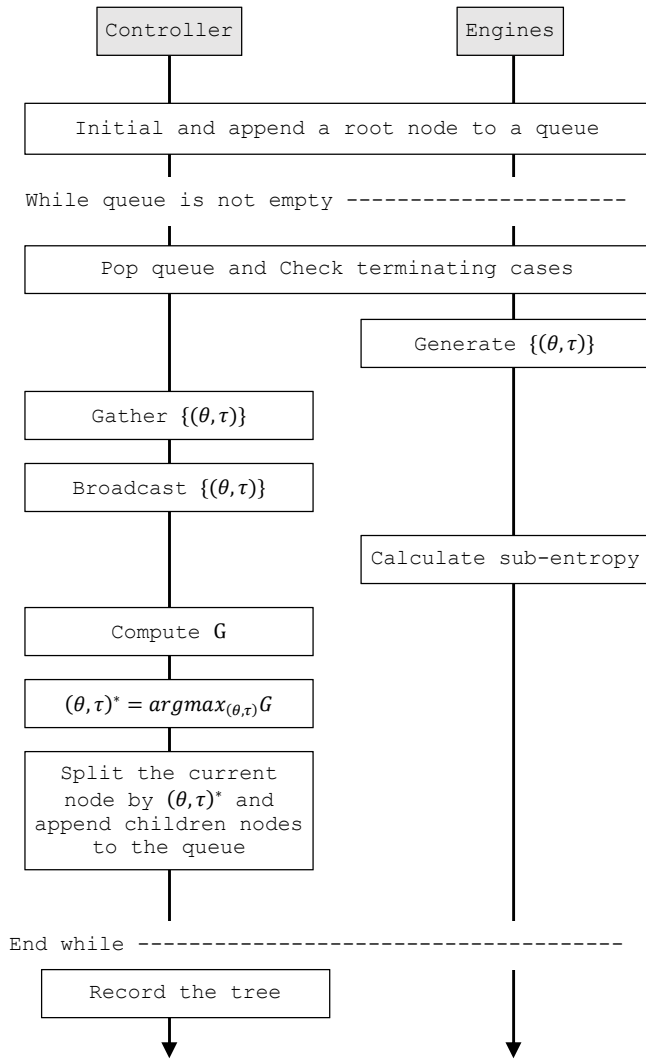 Controller
Engines
Initial and append a root node to a queue
While queue is not empty -----------------------
Pop queue and Check terminating cases
Generate {(θ,τ)}
Gather {(θ,τ)}
Broadcast {(θ,τ)}
Calculate sub-entropy
Compute G
(θ,τ)* = argmax(θ,τ)G
Split the current
node by (θ,τ)* and
append children nodes
to the queue
End while ----------------------------------------
Record the tree